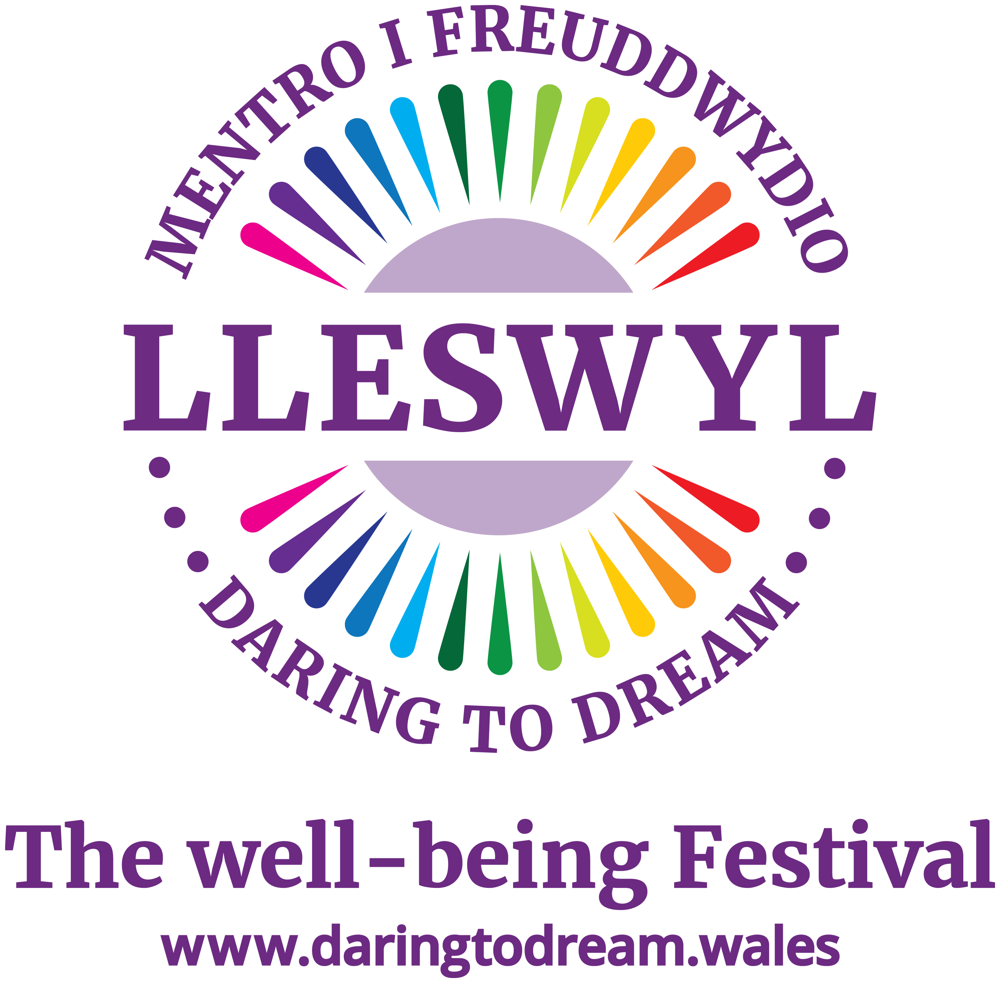 MENTRO I FREUDDWYDIO
LLESWYL
DARING TO DREAM
The well-being Festival
www.daringtodream.wales